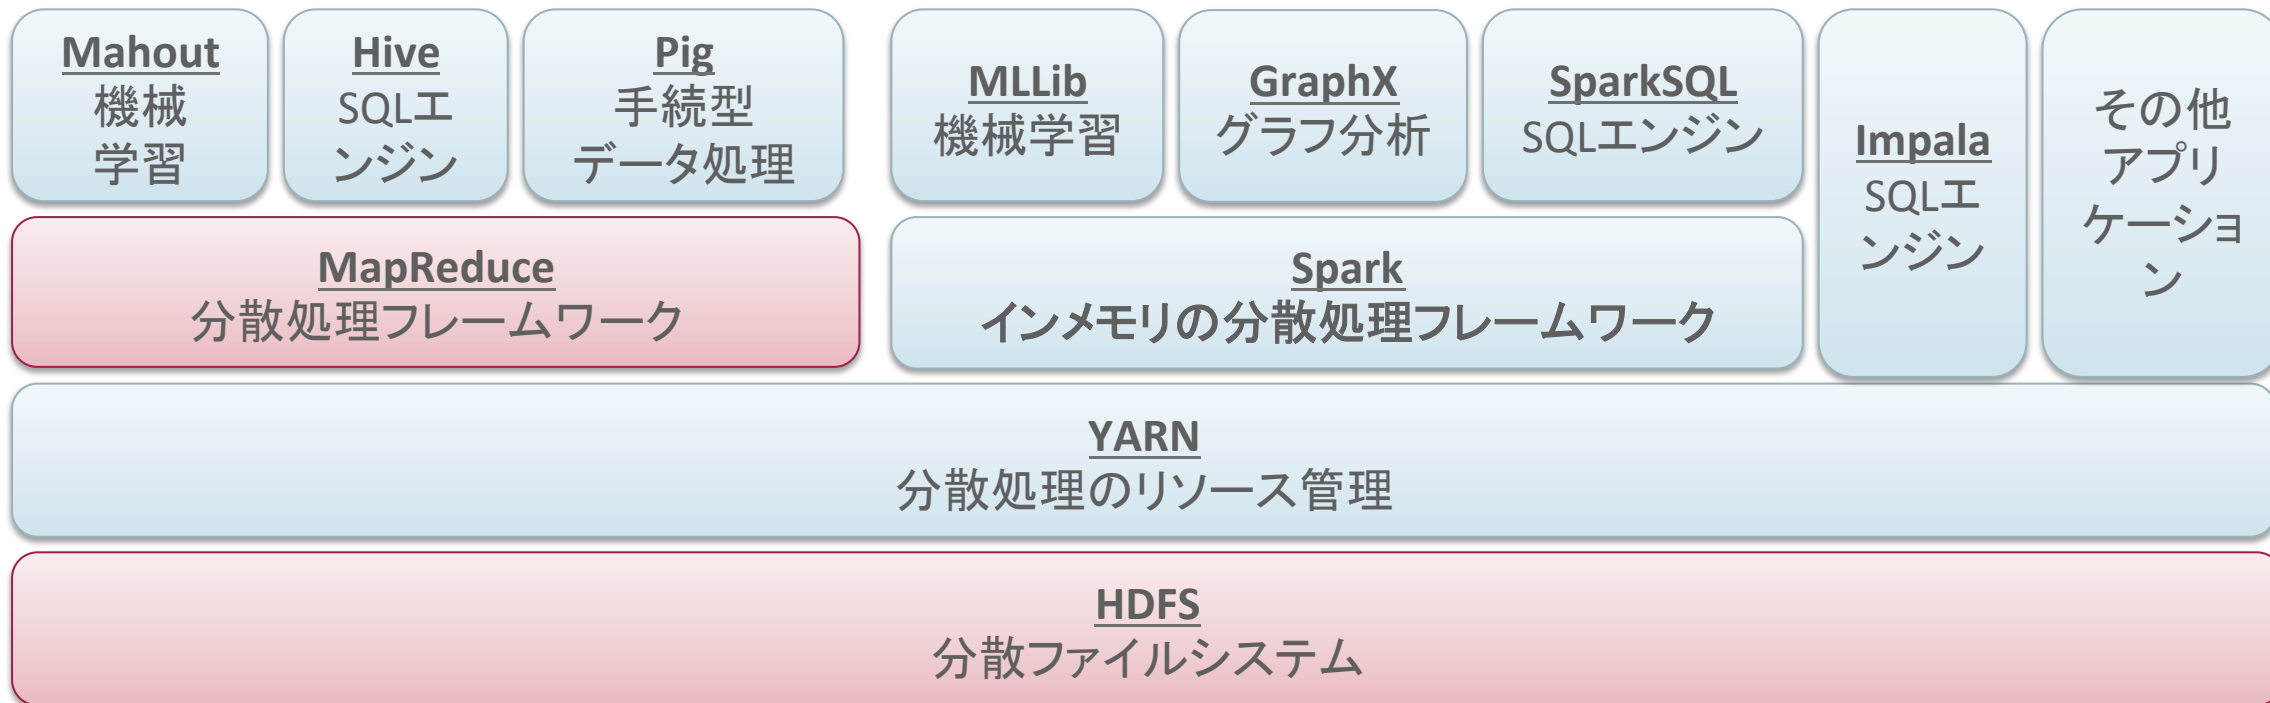 Mahout
機械
学習
Hive
SQLエ
ンジン
Pig
手続型
データ処理
MLLib
機械学習
GraphX
グラフ分析
SparkSQL
SQLエンジン
Impala
SQLエ
ンジン
その他
アプリ
ケーショ
ン
MapReduce
分散処理フレームワーク
Spark
インメモリの分散処理フレームワーク
YARN
分散処理のリソース管理
HDFS
分散ファイルシステム